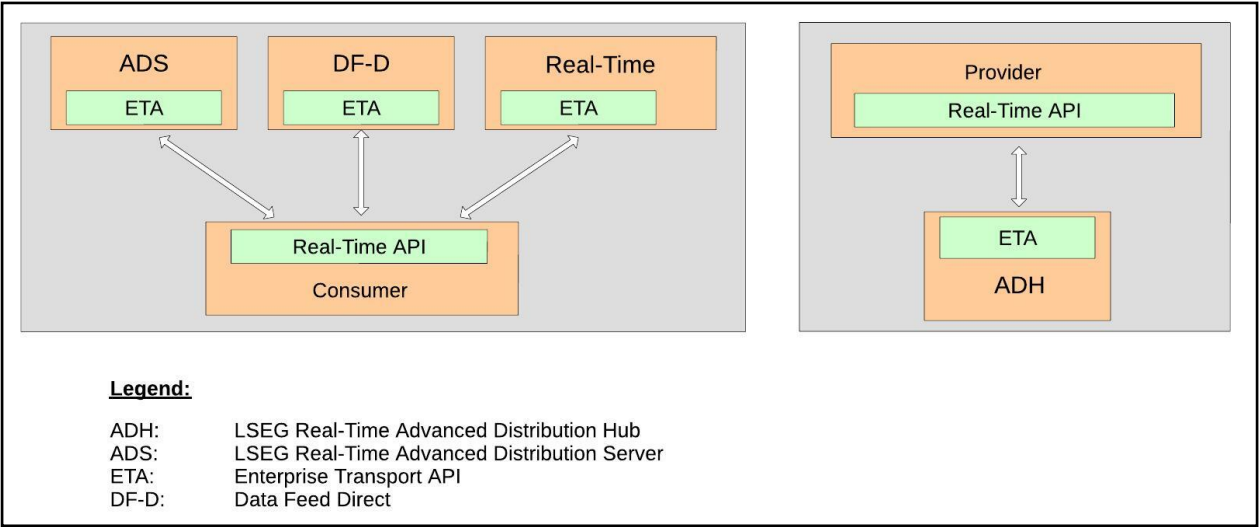 ADS
ETA
DF-D
ETA
Real-Time
ETA
Real-Time API
Consumer
Provider
Real-Time API
ETA
ADH
Legend:
ADH: LSEG Real-Time Advanced Distribution Hub
ADS: LSEG Real-Time Advanced Distribution Server
ETA: Enterprise Transport API
DF-D: Data Feed Direct